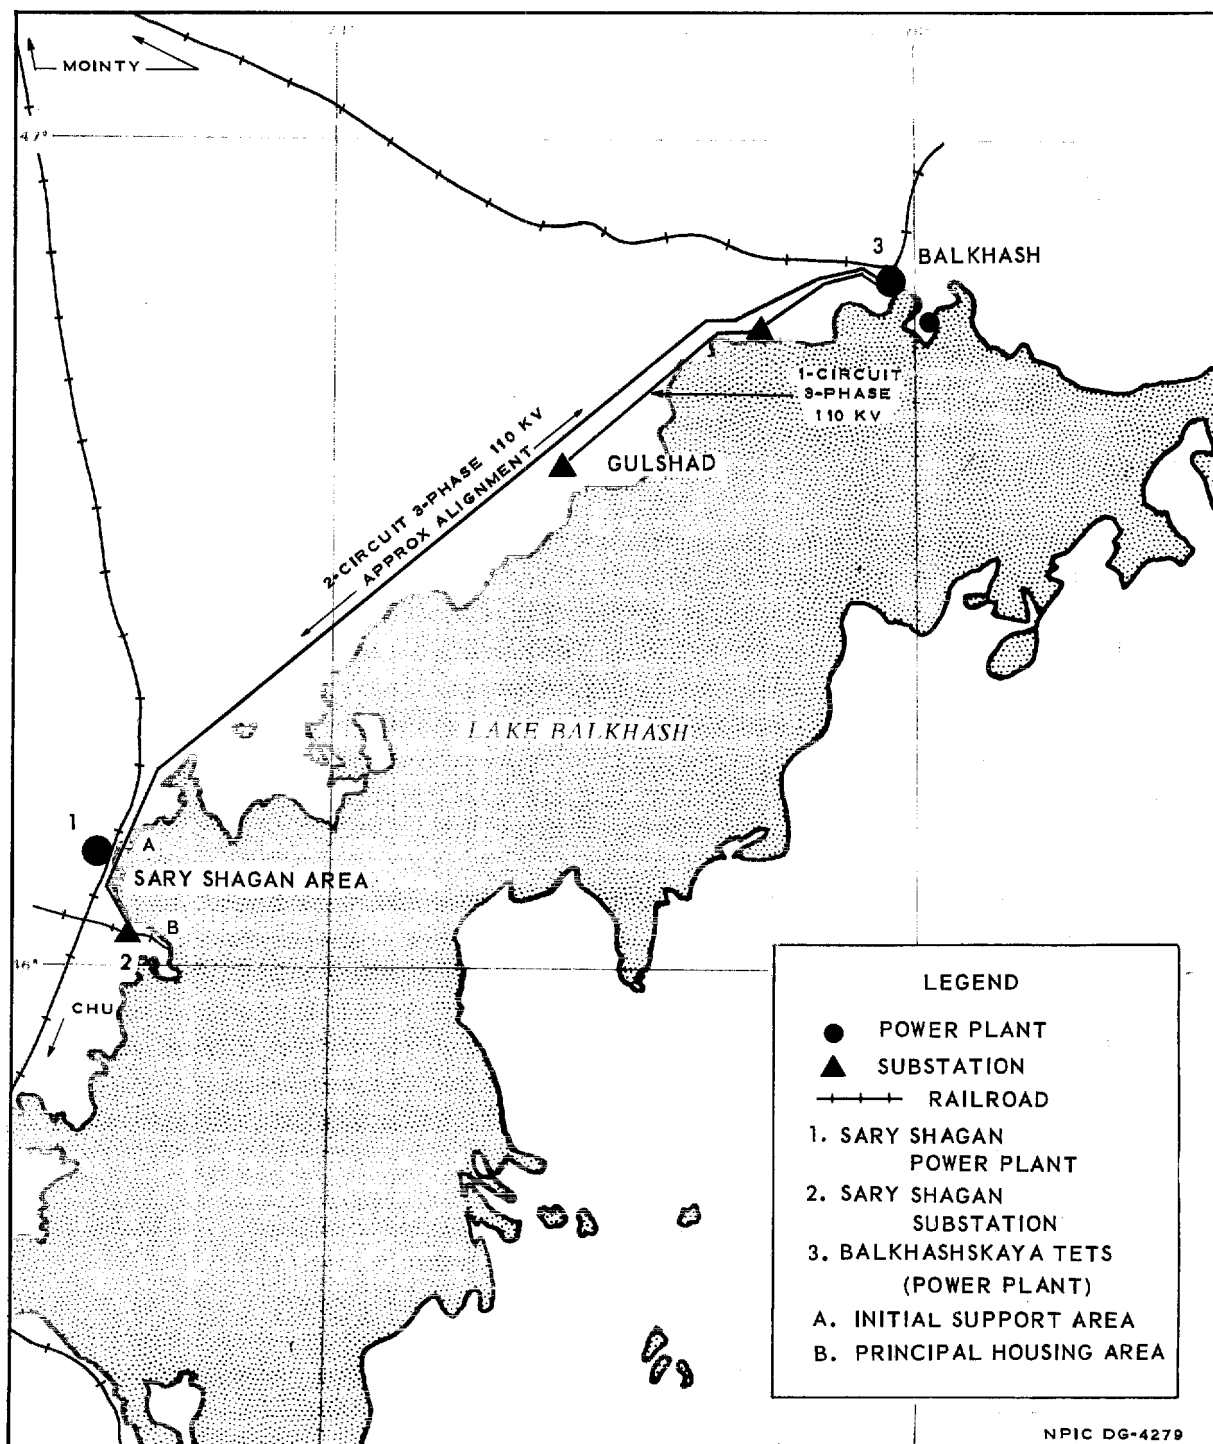 MOINTY
47°
3
BALKHASH
1-CIRCUIT
3-PHASE
110 KV
2-CIRCUIT 3-PHASE 110 KV
APPROX ALIGNMENT
GULSHAD
LAKE BALKHASH
1
A
SARY SHAGAN AREA
B
2
46°
CHU
LEGEND
POWER PLANT
SUBSTATION
RAILROAD
1. SARY SHAGAN
POWER PLANT
2. SARY SHAGAN
SUBSTATION
3. BALKHASHSKAYA TETS
(POWER PLANT)
A. INITIAL SUPPORT AREA
B. PRINCIPAL HOUSING AREA
NPIC DG-4279